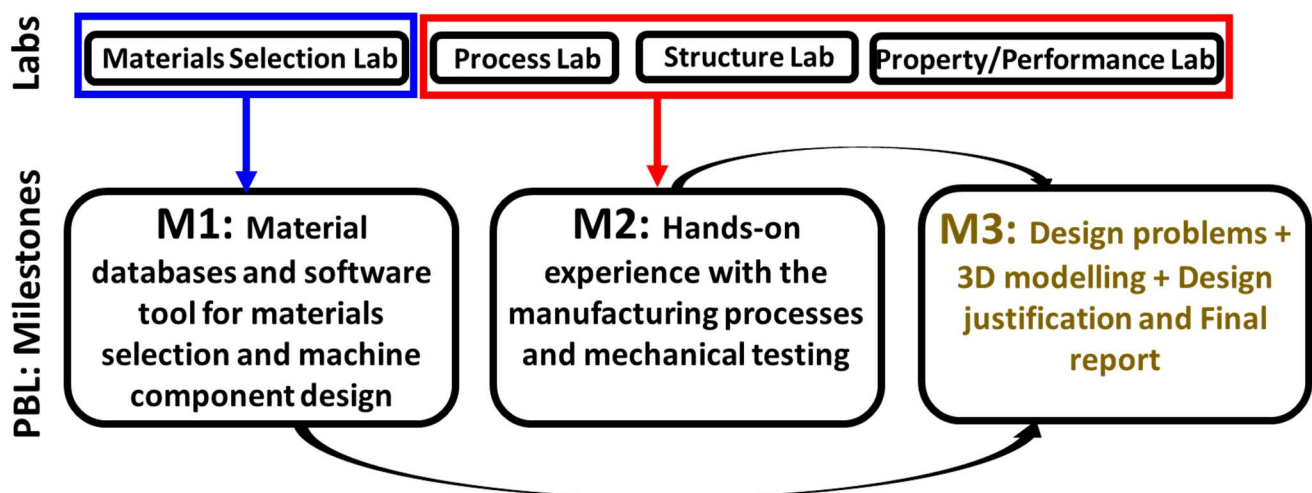 Labs
Materials Selection Lab
Process Lab
Structure Lab
Property/Performance Lab
PBL: Milestones
M1: Material
databases and software
tool for materials
selection and machine
component design
M2: Hands-on
experience with the
manufacturing processes
and mechanical testing
M3: Design problems +
3D modelling + Design
justification and Final
report